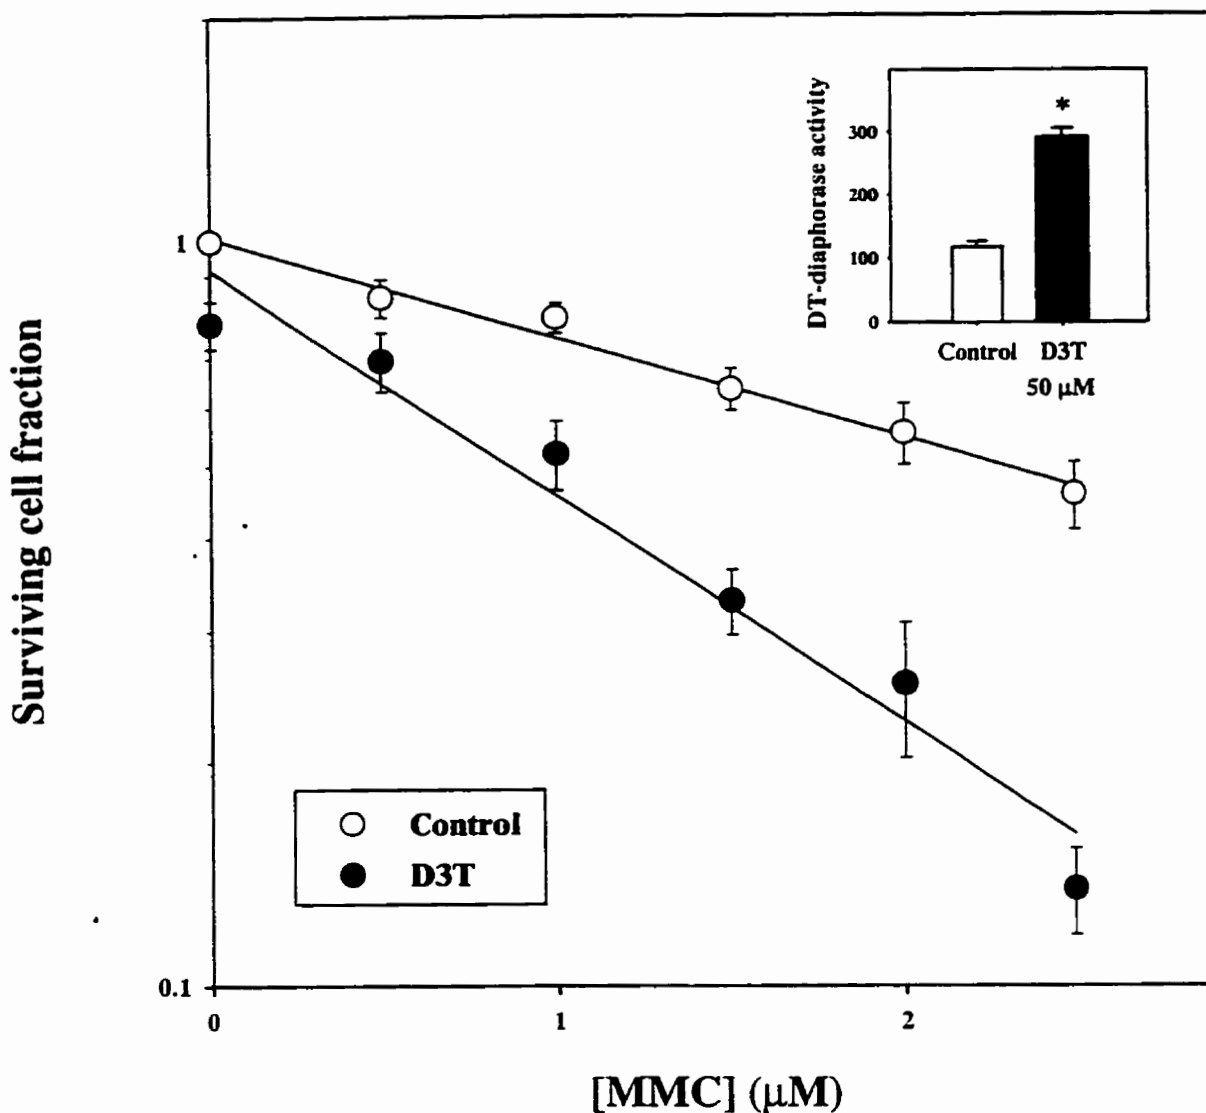 Surviving cell fraction
1
0.1
0
1
2
[MMC] (μM)
Control
D3T
DT-diaphorase activity
300
200
100
0
*
Control D3T
50 μM